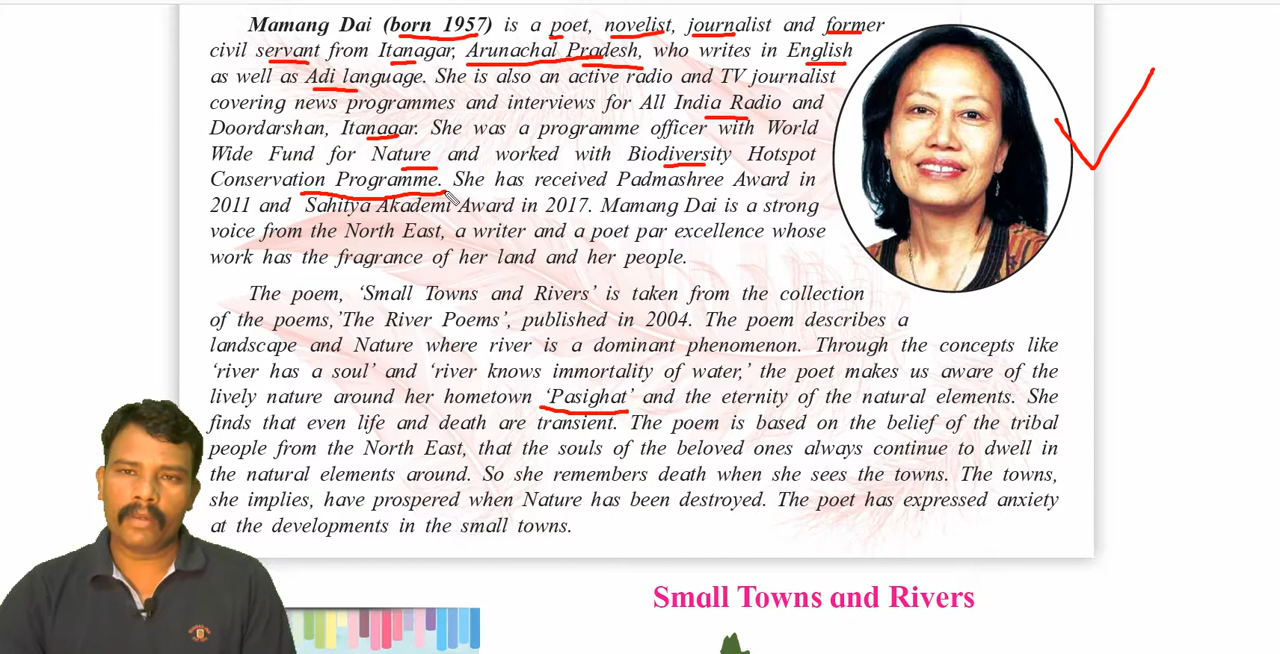 Mamang Dai (born 1957) is a poet, novelist, journalist and former
civil servant from Itanagar, Arunachal Pradesh, who writes in English
as well as Adi language. She is also an active radio and TV journalist
covering news programmes and interviews for All India Radio and
Doordarshan, Itanagar. She was a programme officer with World
Wide Fund for Nature and worked with Biodiversity Hotspot
Conservation Programme. She has received Padmashree Award in
2011 and Sahitya Akademi Award in 2017. Mamang Dai is a strong
voice from the North East, a writer and a poet par excellence whose
work has the fragrance of her land and her people.
The poem, ‘Small Towns and Rivers’ is taken from the collection
of the poems,’The River Poems’, published in 2004. The poem describes a
landscape and Nature where river is a dominant phenomenon. Through the concepts like
‘river has a soul’ and ‘river knows immortality of water,’ the poet makes us aware of the
lively nature around her hometown ‘Pasighat’ and the eternity of the natural elements. She
finds that even life and death are transient. The poem is based on the belief of the tribal
people from the North East, that the souls of the beloved ones always continue to dwell in
the natural elements around. So she remembers death when she sees the towns. The towns,
she implies, have prospered when Nature has been destroyed. The poet has expressed anxiety
at the developments in the small towns.
Small Towns and Rivers